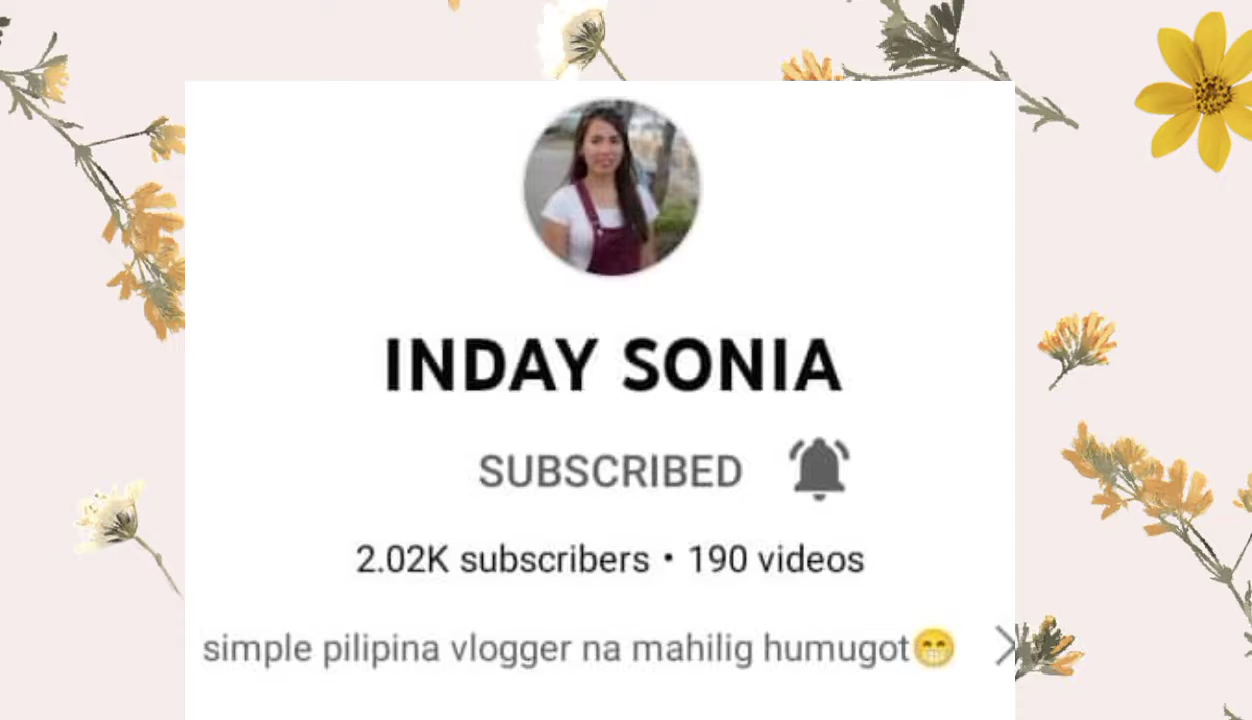 INDAY SONIA
SUBSCRIBED
2.02K subscribers • 190 videos
simple pilipina vlogger na mahilig humugot😁